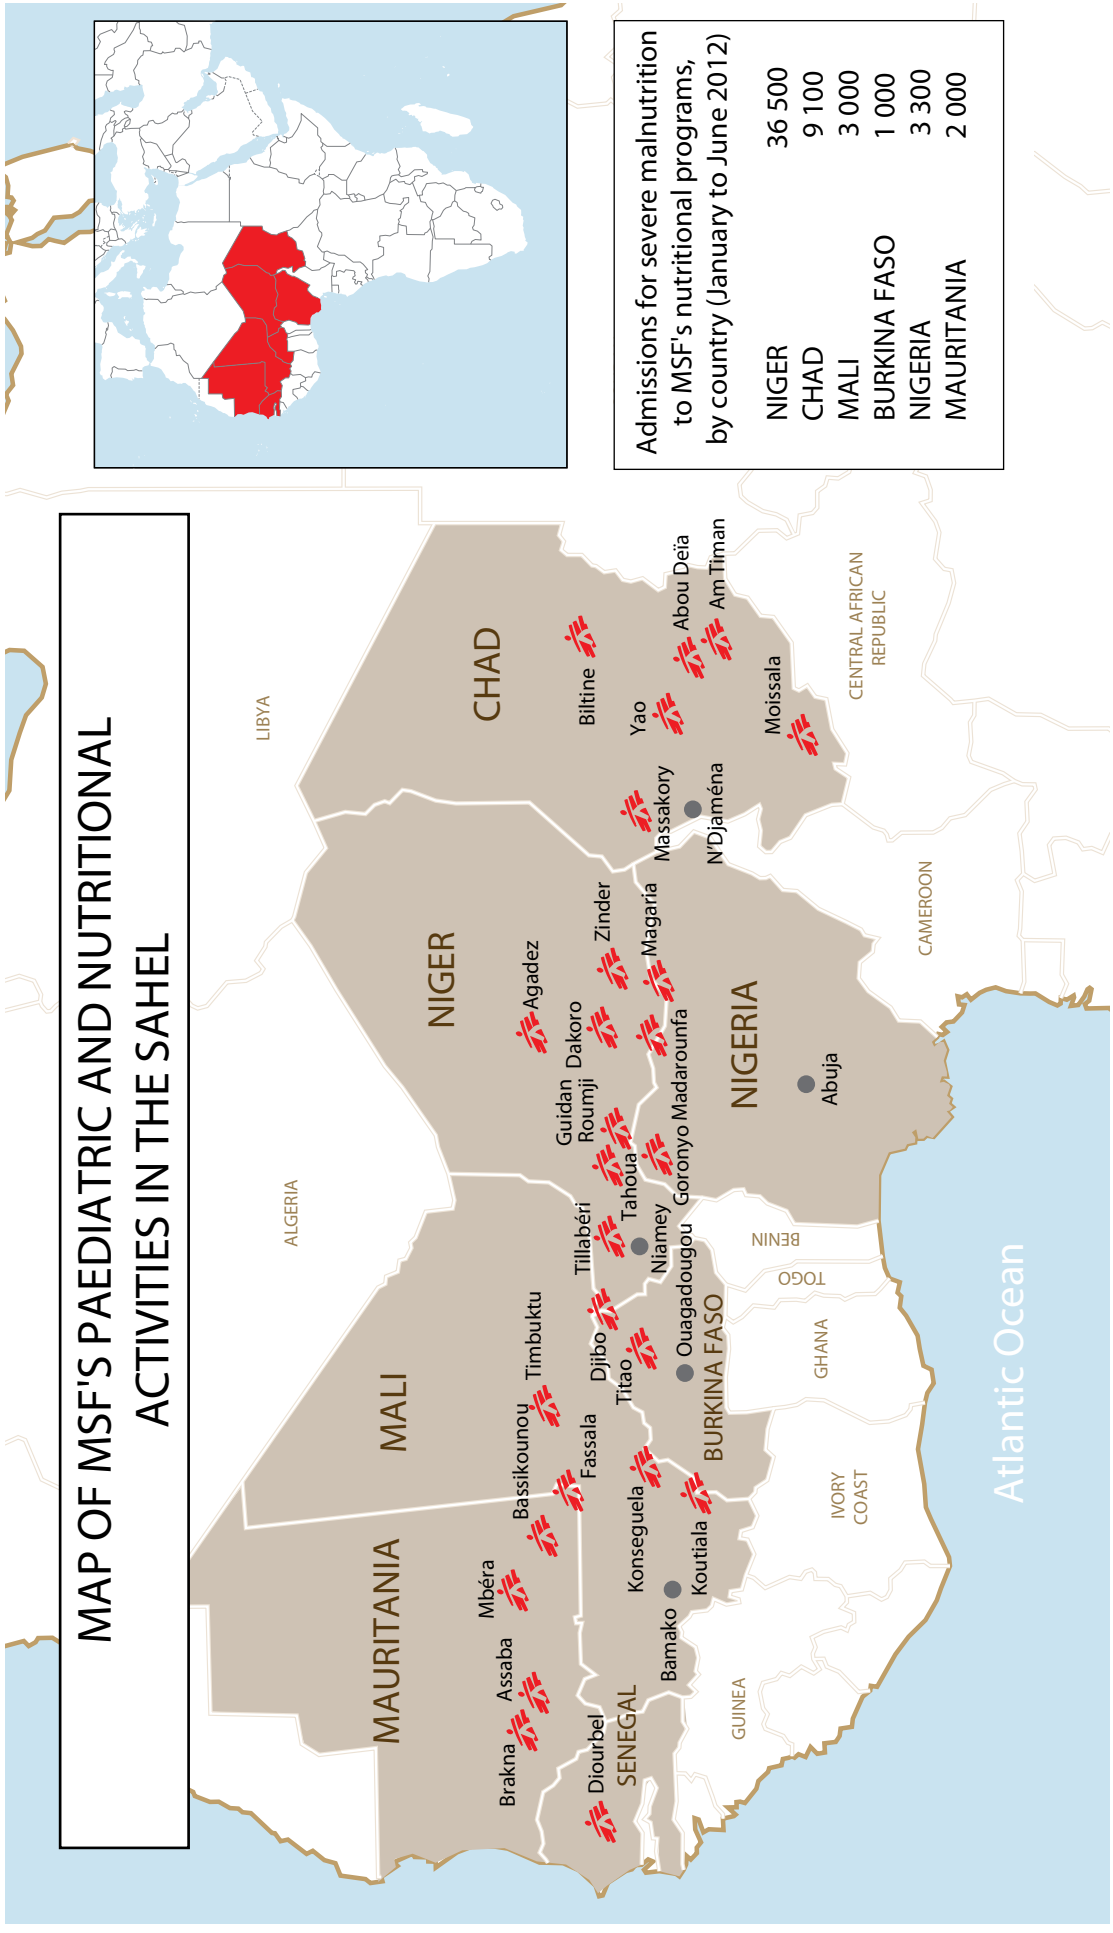 MAP OF MSF'S PAEDIATRIC AND NUTRITIONAL
ACTIVITIES IN THE SAHEL
LIBYA
ALGERIA
CHAD
NIGER
MALI
MAURITANIA
Biltine
Abou Deïa
Am Timan
Yao
Moissala
Massakory
N'Djaména
Zinder
Magaria
Agadez
Dakoro
Guidan
Roumji
Madarounfa
Goronyo
Tahoua
Tillabéri
Niamey
NIGERIA
Abuja
Timbuktu
Djibo
Titao
Ouagadougou
BURKINA FASO
Bassikounou
Fassala
Mbéra
Konseguela
Koutiala
Bamako
Assaba
Brakna
Diourbel
SENEGAL
GUINEA
IVORY
COAST
GHANA
TOGO
BENIN
CAMEROON
CENTRAL AFRICAN
REPUBLIC
Atlantic Ocean
Admissions for severe malnutrition
to MSF's nutritional programs,
by country (January to June 2012)
NIGER 36 500
CHAD 9 100
MALI 3 000
BURKINA FASO 1 000
NIGERIA 3 300
MAURITANIA 2 000